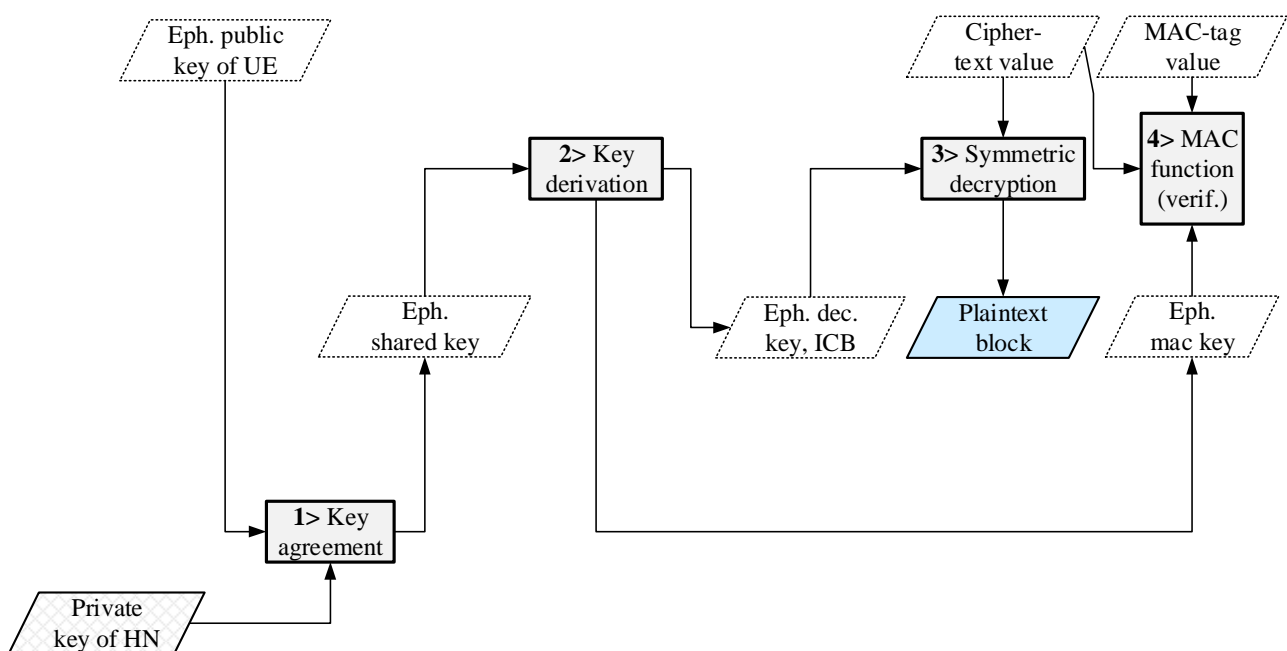 Eph. public
key of UE
Cipher-
text value
MAC-tag
value
2> Key
derivation
3> Symmetric
decryption
4> MAC
function
(verif.)
Eph.
shared key
Eph. dec.
key, ICB
Plaintext
block
Eph.
mac key
1> Key
agreement
Private
key of HN